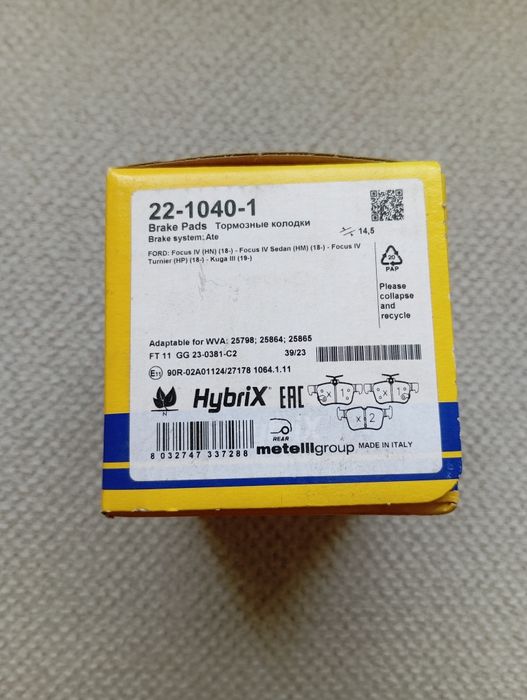 22-1040-1
Brake Pads Тормозные колодки
Brake system: Ate
14,5
FORD: Focus IV (HN) (18-) - Focus IV Sedan (HM) (18-) - Focus IV
Turnier (HP) (18-) - Kuga III (19-)
20
PAP
Please
collapse
and
recycle
Adaptable for WVA: 25798; 25864; 25865
FT 11 GG 23-0381-C2 39/23
E11 90R-02A01124/27178 1064.1.11
N HybriX® EAC
x 1 x 1
x 2
8 032747 337288
REAR
metelligroup MADE IN ITALY